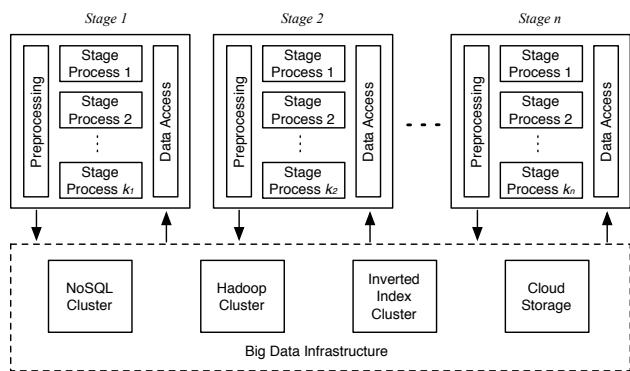 Stage 1
Preprocessing
Stage
Process 1
Stage
Process 2
Stage
Process k1
Data Access
Stage 2
Preprocessing
Stage
Process 1
Stage
Process 2
Stage
Process k2
Data Access
Stage n
Preprocessing
Stage
Process 1
Stage
Process 2
Stage
Process kn
Data Access
NoSQL
Cluster
Hadoop
Cluster
Inverted
Index
Cluster
Cloud
Storage
Big Data Infrastructure